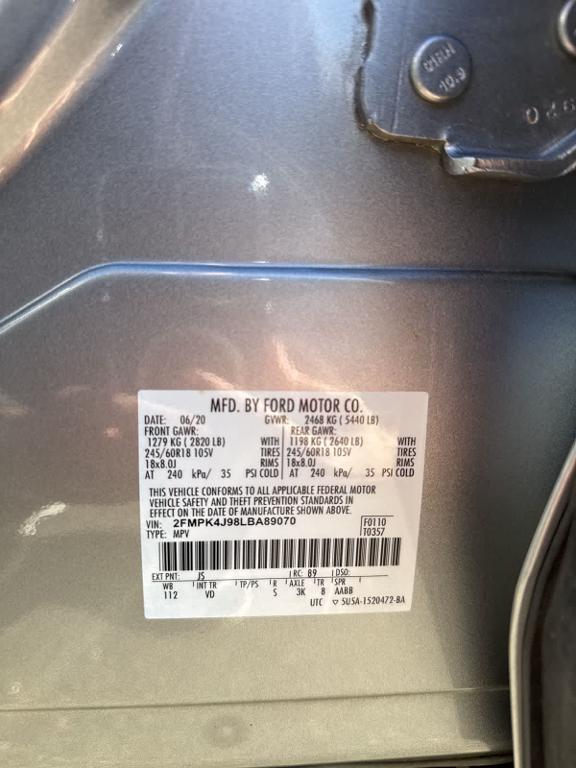 10.9
MFD. BY FORD MOTOR CO.
DATE: 06/20 GVWR: 2468 KG ( 5440 LB)
FRONT GAWR: REAR GAWR:
1279 KG ( 2820 LB) WITH 1198 KG ( 2640 LB) WITH
245/60R18 105V TIRES 245/60R18 105V TIRES
18x8.0J RIMS 18x8.0J RIMS
AT 240 kPa/ 35 PSI COLD AT 240 kPa/ 35 PSI COLD
THIS VEHICLE CONFORMS TO ALL APPLICABLE FEDERAL MOTOR
VEHICLE SAFETY AND THEFT PREVENTION STANDARDS IN
EFFECT ON THE DATE OF MANUFACTURE SHOWN ABOVE.
VIN: 2FMPK4J98LBA89070 F0110
TYPE: MPV T0357
EXT PNT: JS RC: 89 DSO:
WB INT TR TP/PS R AXLE TR SPR
112 VD S 3K 8 AABB
UTC ▽ 5U5A-1520472-BA